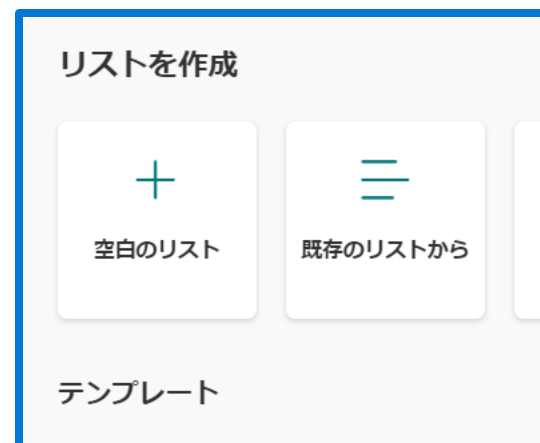 リストを作成
空白のリスト
既存のリストから
テンプレート